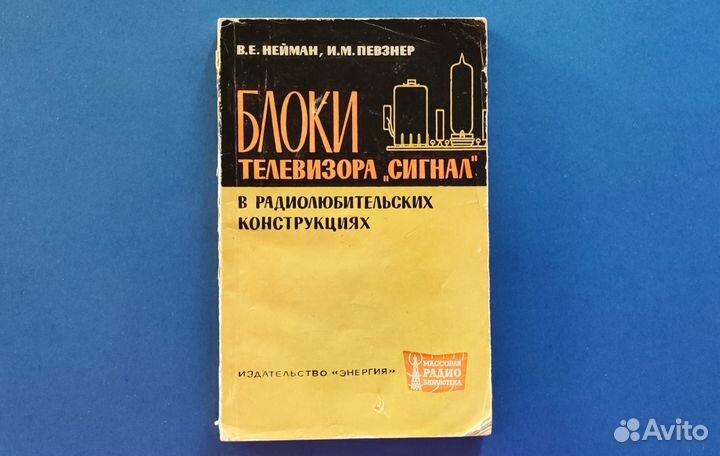 В.Е. НЕЙМАН, И.М. ПЕВЗНЕР
БЛОКИ
ТЕЛЕВИЗОРА „СИГНАЛ"
В РАДИОЛЮБИТЕЛЬСКИХ
КОНСТРУКЦИЯХ
ИЗДАТЕЛЬСТВО «ЭНЕРГИЯ»
МАССОВАЯ
РАДИО
БИБЛИОТЕКА
Avito